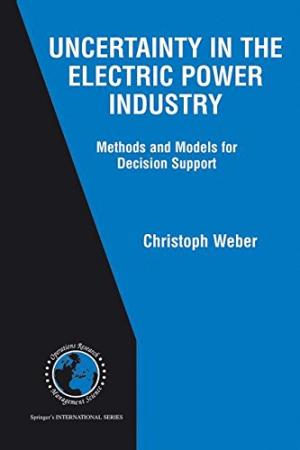 UNCERTAINTY IN THE
ELECTRIC POWER
INDUSTRY
Methods and Models for
Decision Support
Christoph Weber
Operations Research
Management Science
Springer's INTERNATIONAL SERIES